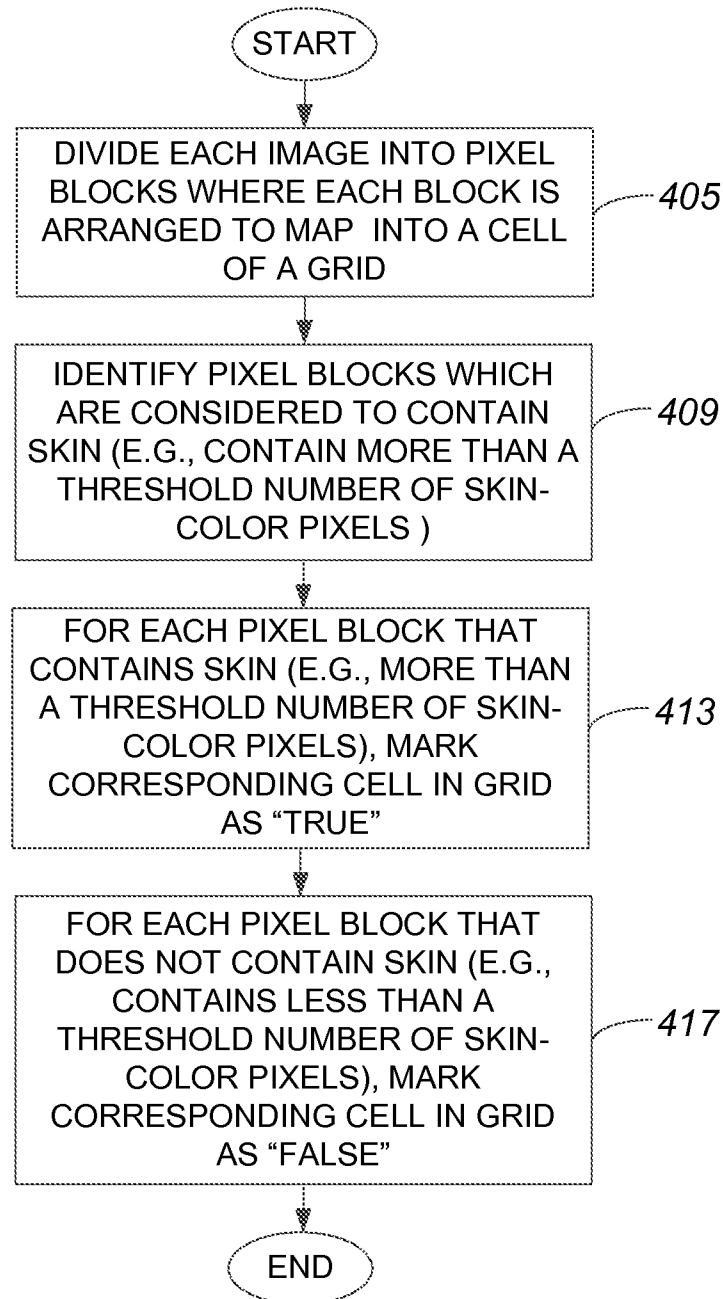 START
DIVIDE EACH IMAGE INTO PIXEL
BLOCKS WHERE EACH BLOCK IS
ARRANGED TO MAP INTO A CELL
OF A GRID
405
IDENTIFY PIXEL BLOCKS WHICH
ARE CONSIDERED TO CONTAIN
SKIN (E.G., CONTAIN MORE THAN A
THRESHOLD NUMBER OF SKIN-
COLOR PIXELS )
409
FOR EACH PIXEL BLOCK THAT
CONTAINS SKIN (E.G., MORE THAN
A THRESHOLD NUMBER OF SKIN-
COLOR PIXELS), MARK
CORRESPONDING CELL IN GRID
AS “TRUE”
413
FOR EACH PIXEL BLOCK THAT
DOES NOT CONTAIN SKIN (E.G.,
CONTAINS LESS THAN A
THRESHOLD NUMBER OF SKIN-
COLOR PIXELS), MARK
CORRESPONDING CELL IN GRID
AS “FALSE”
417
END